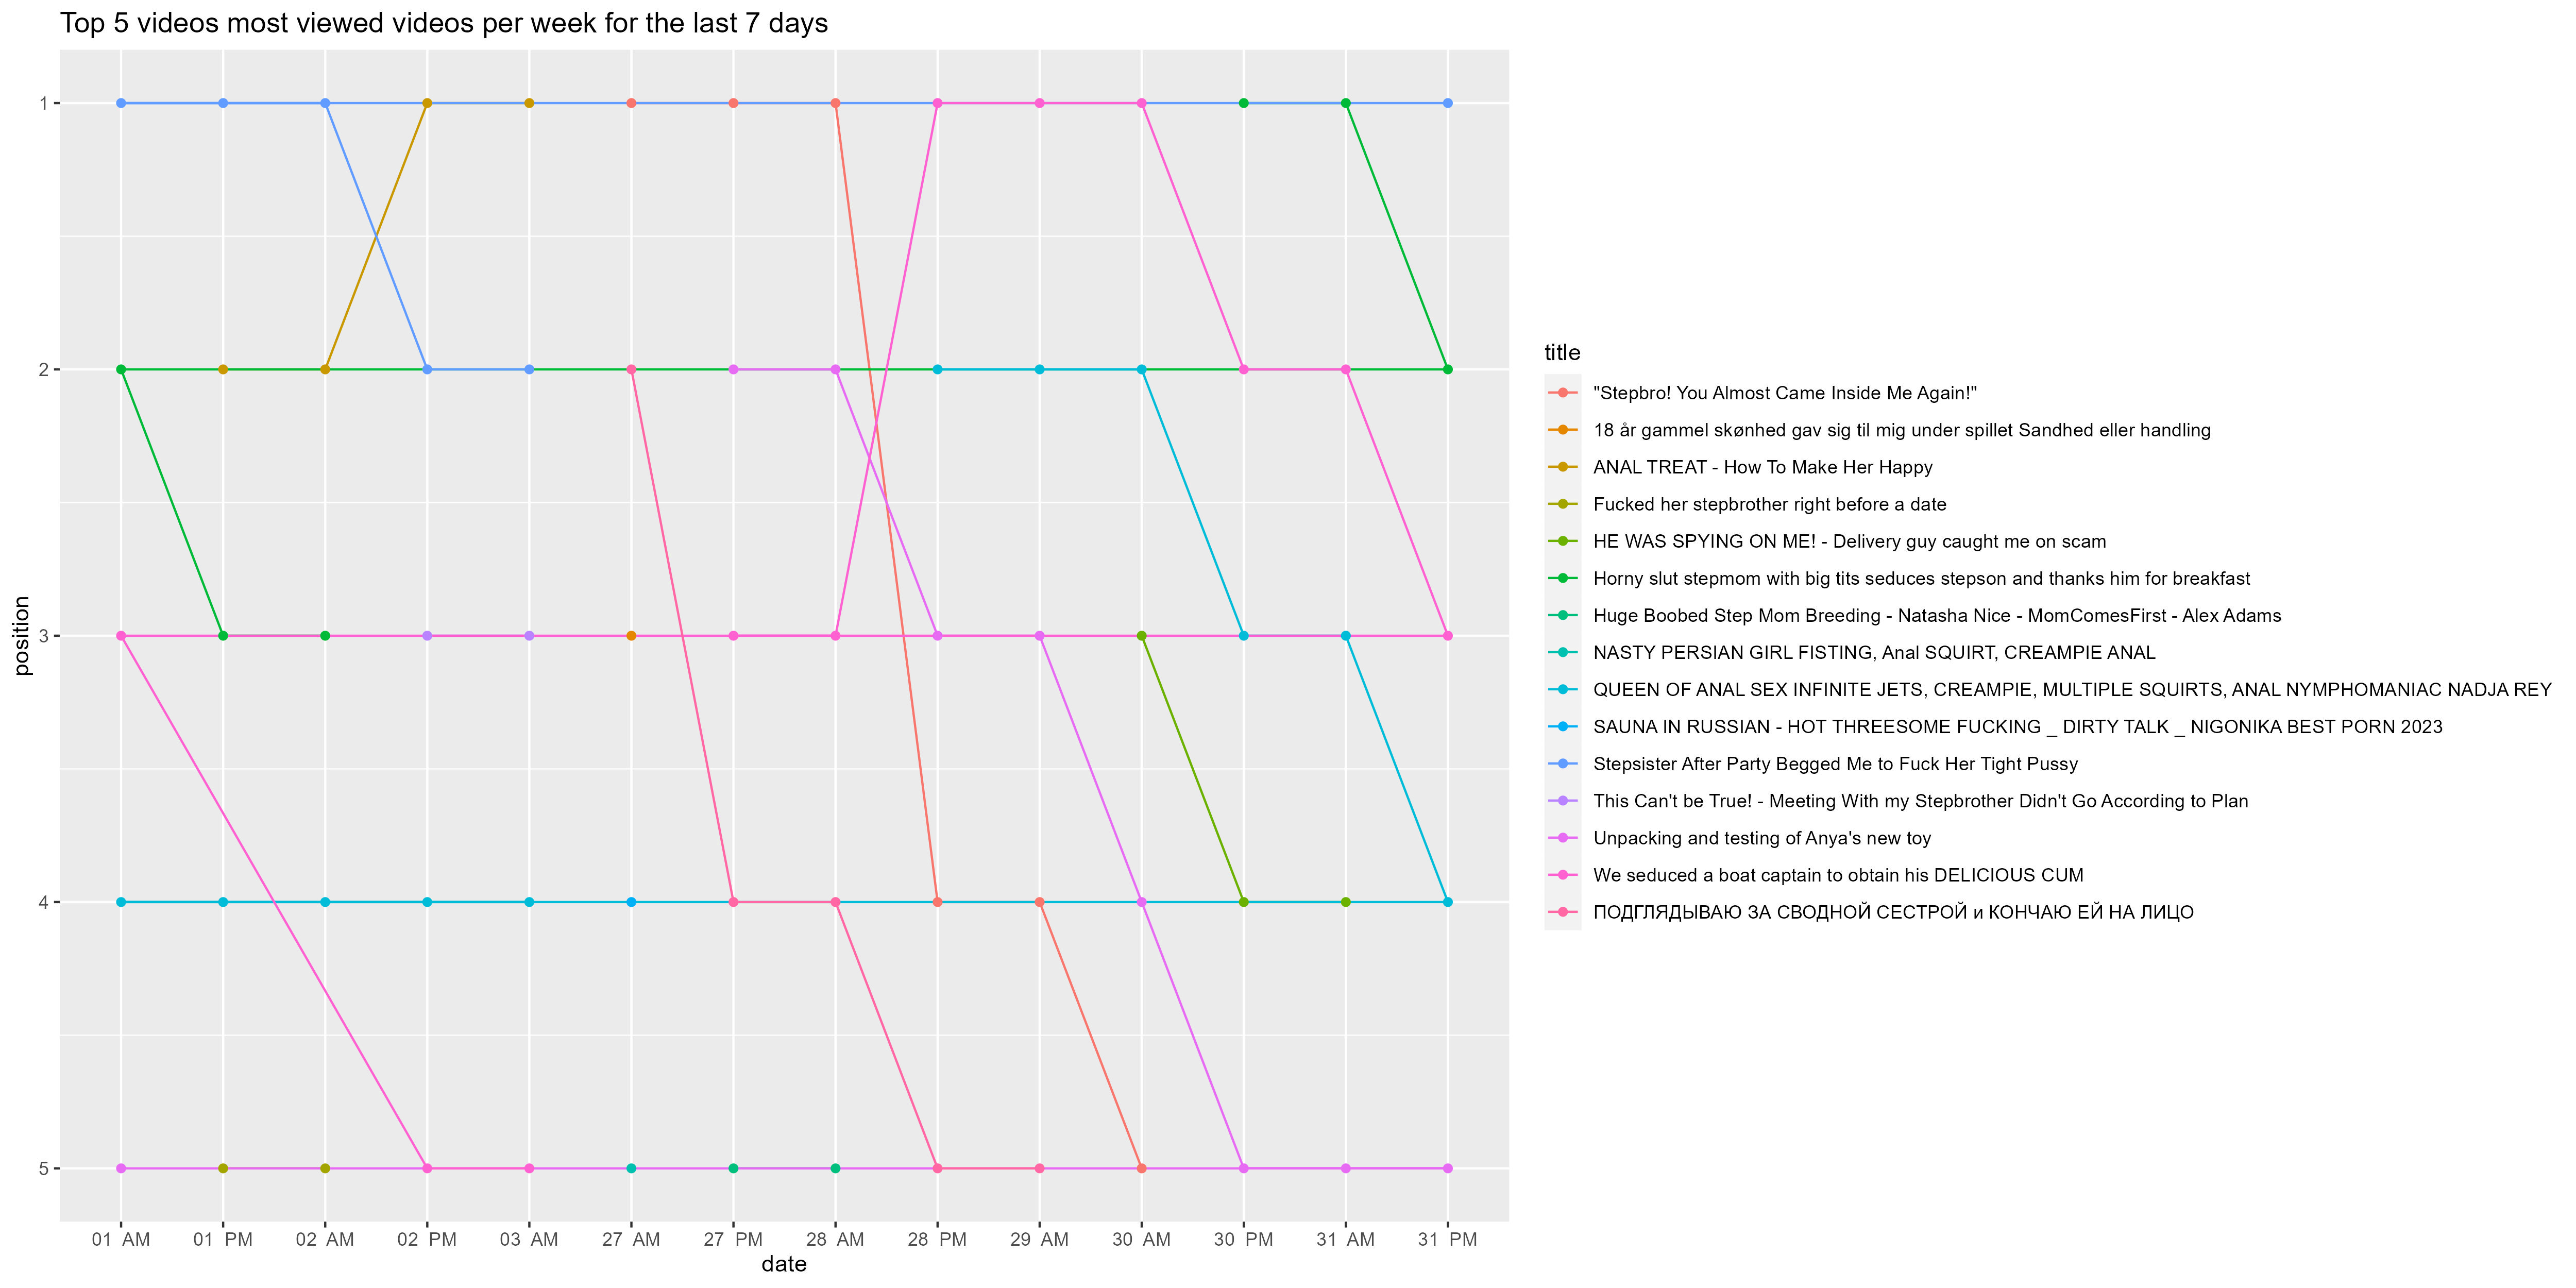 Top 5 videos most viewed videos per week for the last 7 days
position
1
2
3
4
5
01 AM
01 PM
02 AM
02 PM
03 AM
27 AM
27 PM
28 AM
28 PM
29 AM
30 AM
30 PM
31 AM
31 PM
date
title
"Stepbro! You Almost Came Inside Me Again!"
18 år gammel skønhed gav sig til mig under spillet Sandhed eller handling
ANAL TREAT - How To Make Her Happy
Fucked her stepbrother right before a date
HE WAS SPYING ON ME! - Delivery guy caught me on scam
Horny slut stepmom with big tits seduces stepson and thanks him for breakfast
Huge Boobed Step Mom Breeding - Natasha Nice - MomComesFirst - Alex Adams
NASTY PERSIAN GIRL FISTING, Anal SQUIRT, CREAMPIE ANAL
QUEEN OF ANAL SEX INFINITE JETS, CREAMPIE, MULTIPLE SQUIRTS, ANAL NYMPHOMANIAC NADJA REY
SAUNA IN RUSSIAN - HOT THREESOME FUCKING _ DIRTY TALK _ NIGONIKA BEST PORN 2023
Stepsister After Party Begged Me to Fuck Her Tight Pussy
This Can't be True! - Meeting With my Stepbrother Didn't Go According to Plan
Unpacking and testing of Anya's new toy
We seduced a boat captain to obtain his DELICIOUS CUM
ПОДГЛЯДЫВАЮ ЗА СВОДНОЙ СЕСТРОЙ и КОНЧАЮ ЕЙ НА ЛИЦО